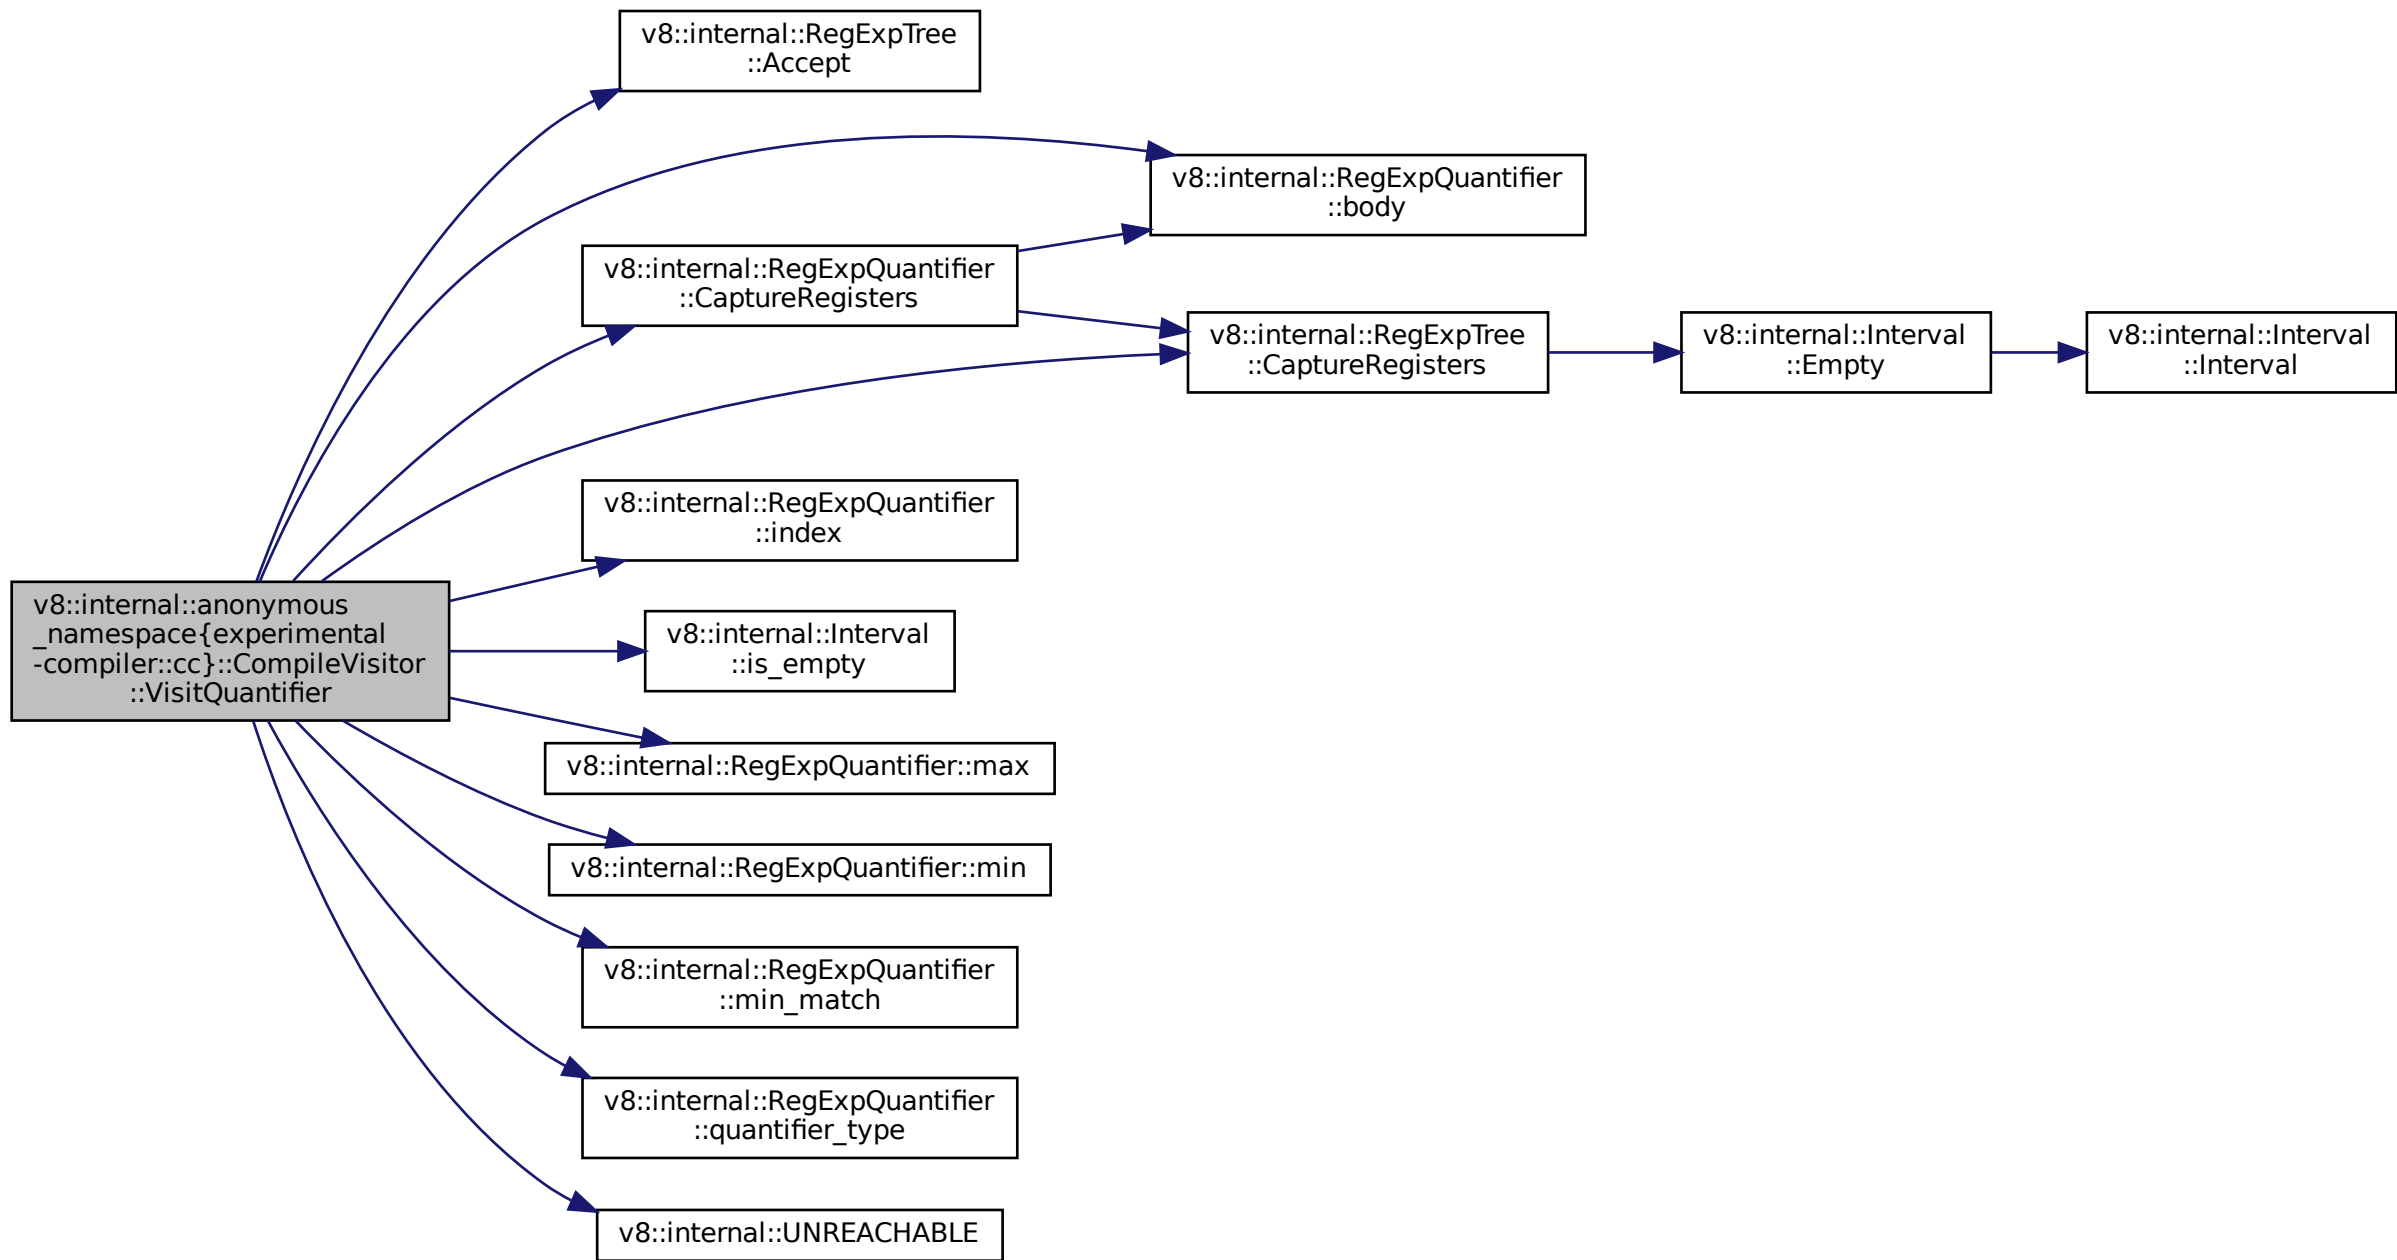 v8::internal::RegExpTree
::Accept
v8::internal::RegExpQuantifier
::body
v8::internal::RegExpQuantifier
::CaptureRegisters
v8::internal::RegExpTree
::CaptureRegisters
v8::internal::Interval
::Empty
v8::internal::Interval
::Interval
v8::internal::RegExpQuantifier
::index
v8::internal::anonymous
_namespace{experimental
-compiler::cc}::CompileVisitor
::VisitQuantifier
v8::internal::Interval
::is_empty
v8::internal::RegExpQuantifier::max
v8::internal::RegExpQuantifier::min
v8::internal::RegExpQuantifier
::min_match
v8::internal::RegExpQuantifier
::quantifier_type
v8::internal::UNREACHABLE